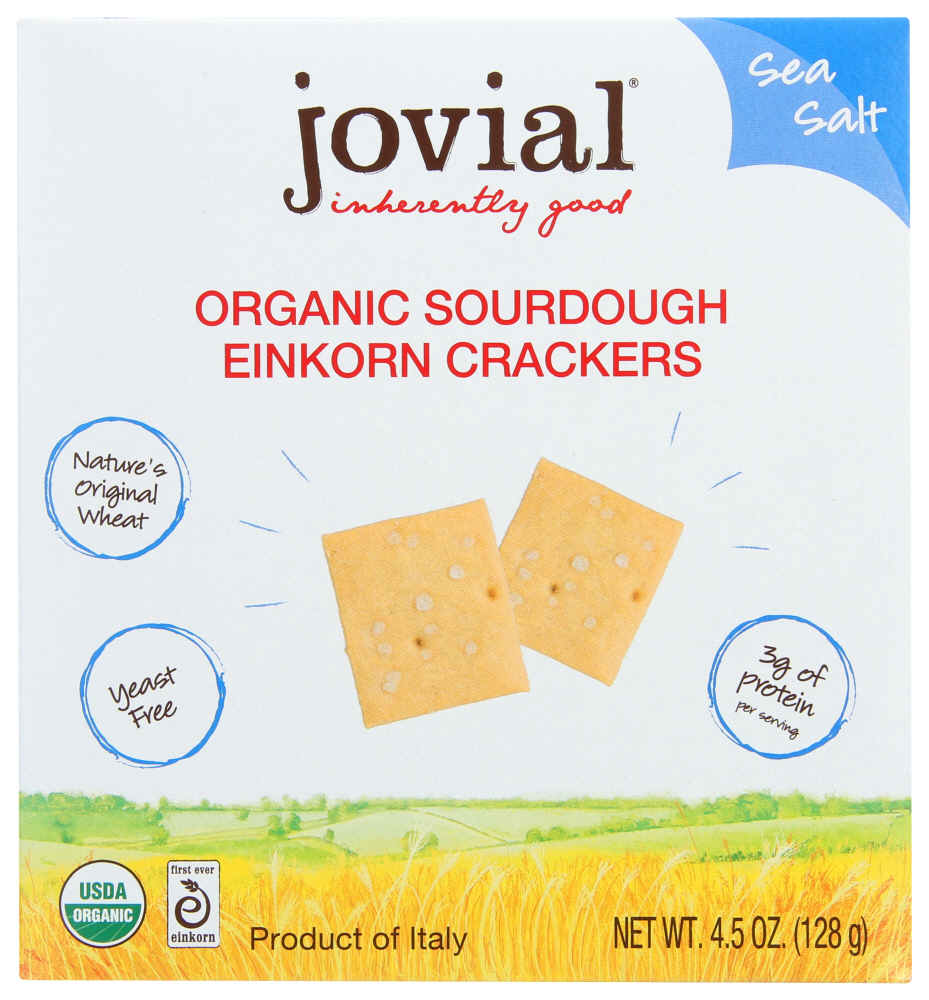 Sea
Salt
jovial®
inherently good
ORGANIC SOURDOUGH
EINKORN CRACKERS
Nature's
Original
Wheat
Yeast
Free
3g of
protein
per serving
USDA
ORGANIC
first ever
einkorn
Product of Italy
NET WT. 4.5 OZ. (128 g)